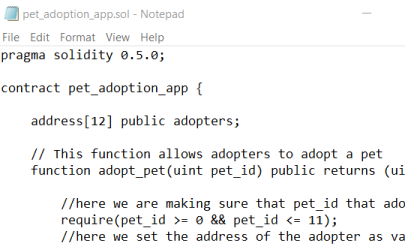 pet_adoption_app.sol - Notepad
File Edit Format View Help
pragma solidity 0.5.0;
contract pet_adoption_app {
address[12] public adopters;
// This function allows adopters to adopt a pet
function adopt_pet(uint pet_id) public returns (ui
//here we are making sure that pet_id that ado
require(pet_id >= 0 && pet_id <= 11);
//here we set the address of the adopter as va